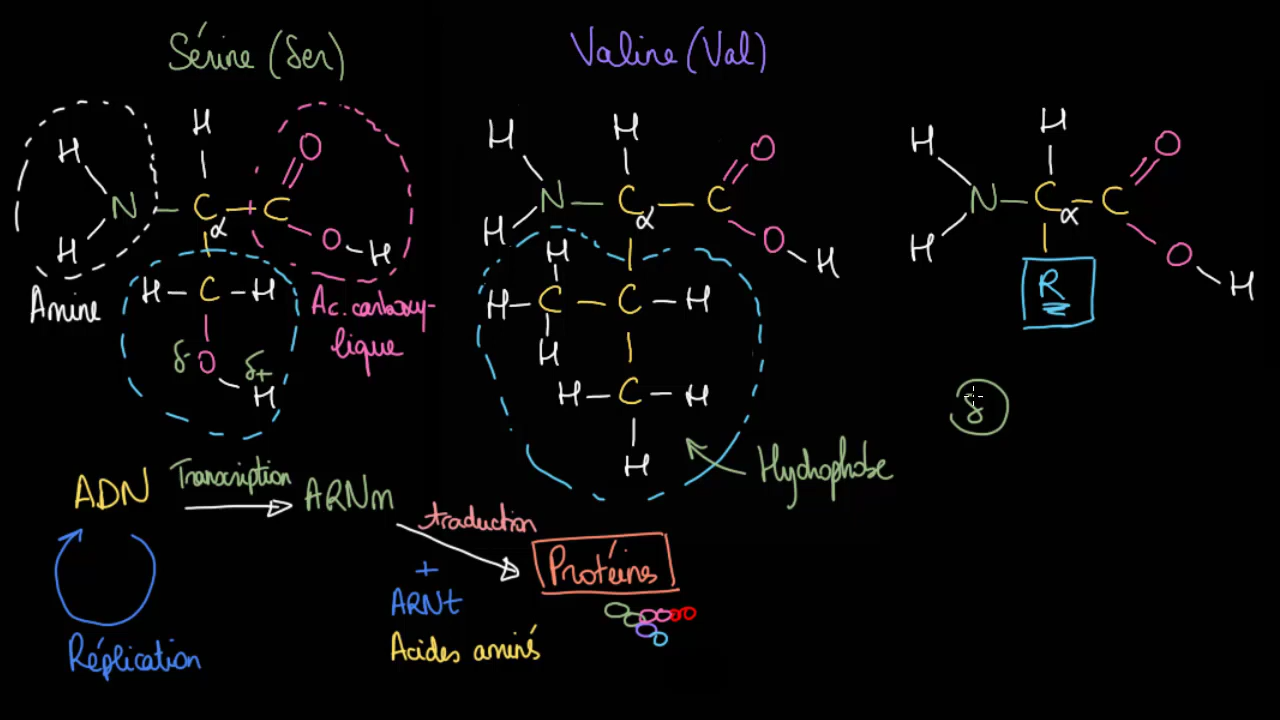 Sérine (Ser)
Valine (Val)
H H O
N C α C
H O H
H C H
δ- O δ+
H
Amine
Ac. carboxy-
lique
H H O
N C α C
H O H
H
H C C H
H
H C H
H
Hydrophobe
H H O
N C α C
H O H
R
δ
ADN
Transcription
ARNm
traduction
Protéines
+
ARNt
Acides aminés
Réplication